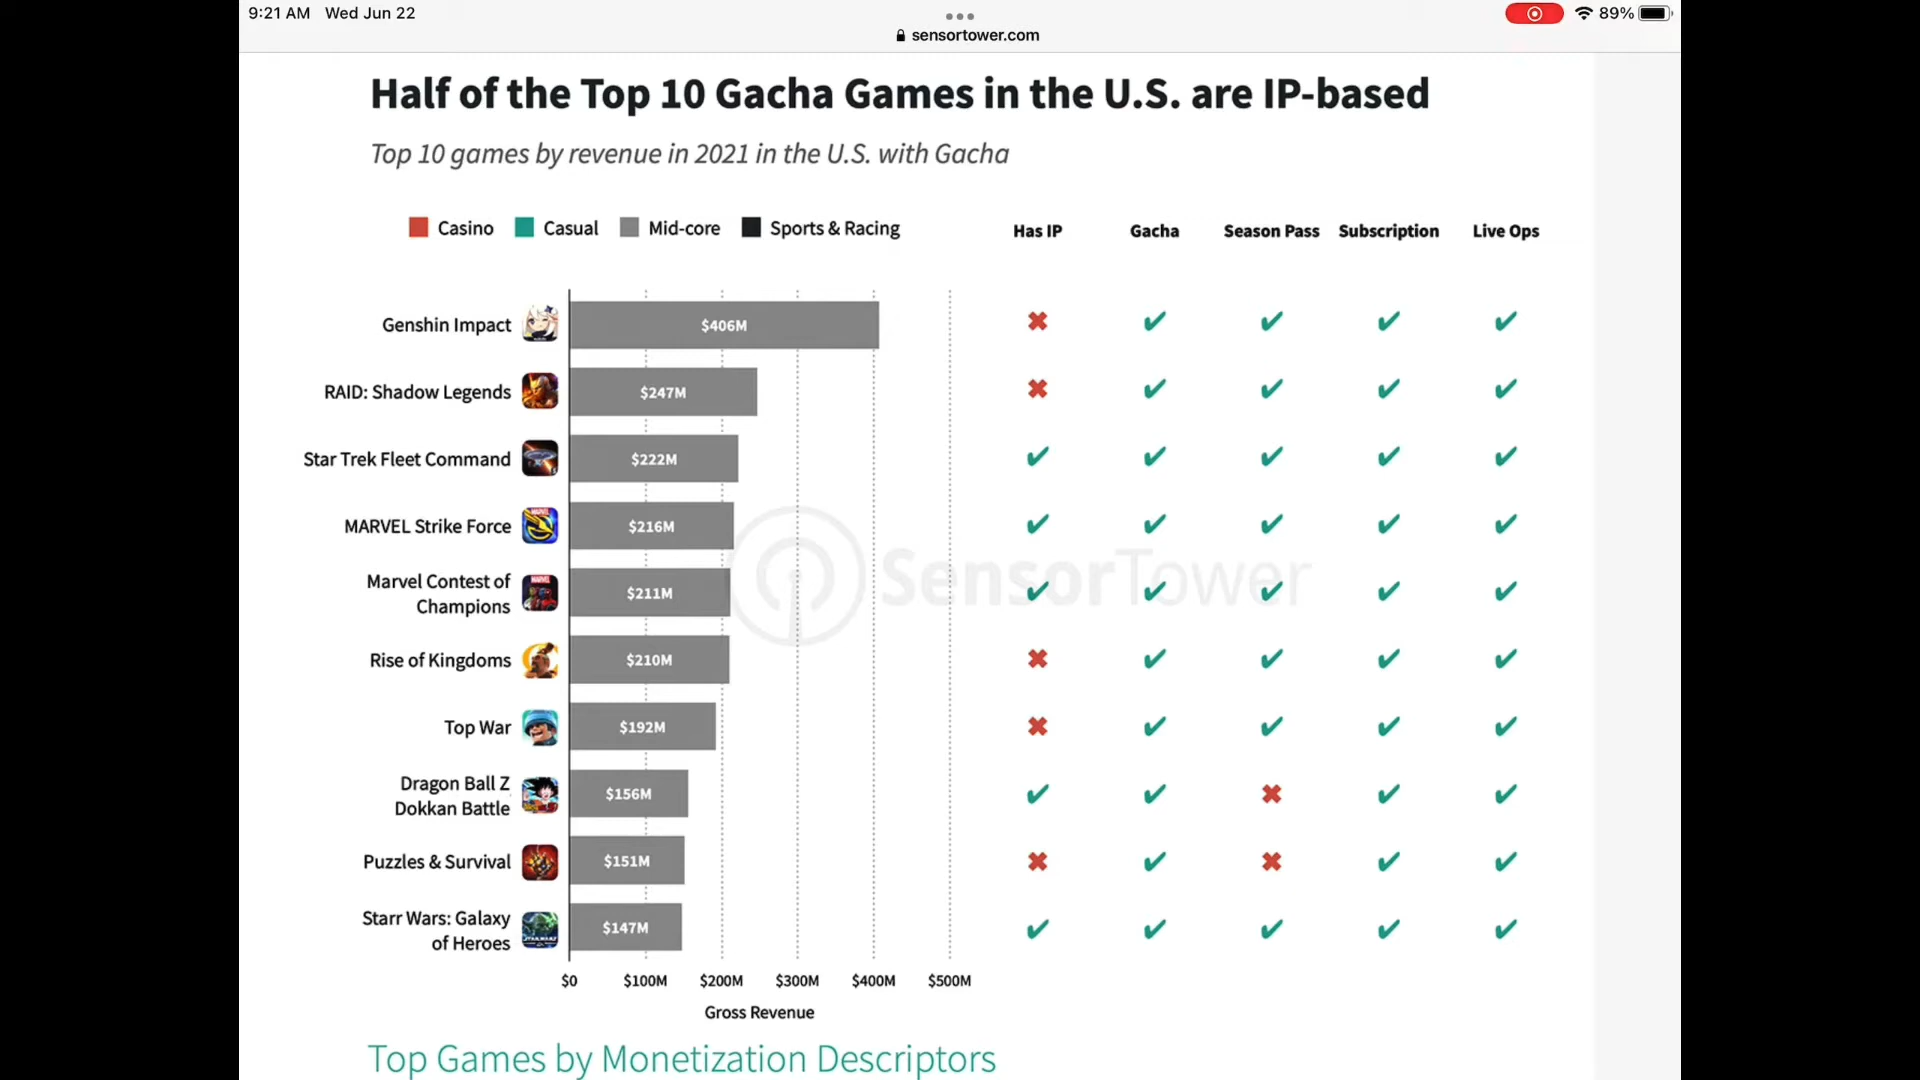 9:21 AM Wed Jun 22
89%
sensortower.com
Half of the Top 10 Gacha Games in the U.S. are IP-based
Top 10 games by revenue in 2021 in the U.S. with Gacha
Casino Casual Mid-core Sports & Racing
Has IP Gacha Season Pass Subscription Live Ops
Genshin Impact $406M
RAID: Shadow Legends $247M
Star Trek Fleet Command $222M
MARVEL Strike Force $216M
Marvel Contest of
Champions $211M
Rise of Kingdoms $210M
Top War $192M
Dragon Ball Z
Dokkan Battle $156M
Puzzles & Survival $151M
Starr Wars: Galaxy
of Heroes $147M
SensorTower
$0 $100M $200M $300M $400M $500M
Gross Revenue
Top Games by Monetization Descriptors